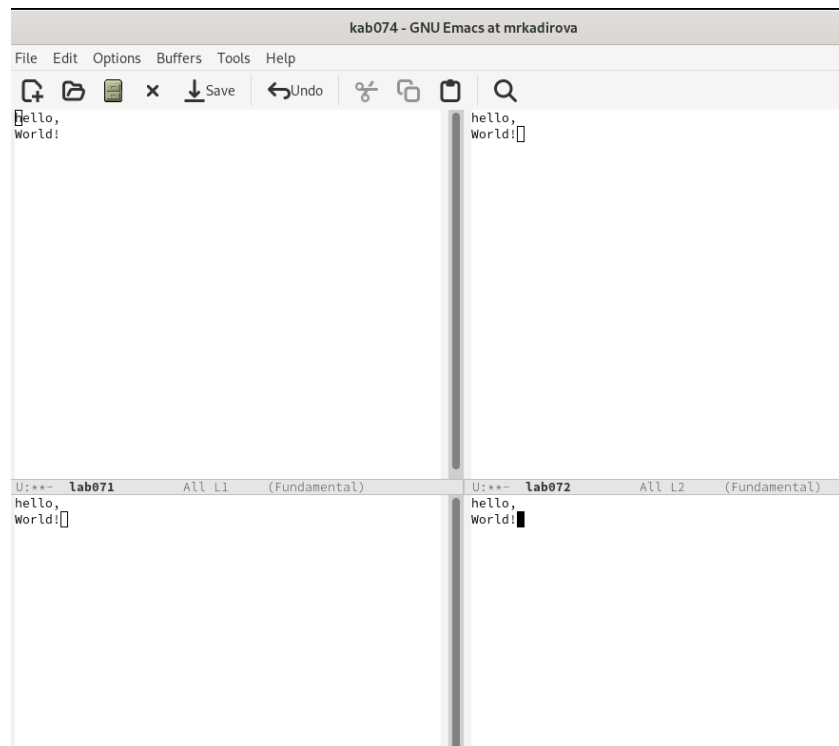 kab074 - GNU Emacs at mrkadirova
File Edit Options Buffers Tools Help
Save Undo
hello,
World!
hello,
World!
U:**- lab071 All L1 (Fundamental)
U:**- lab072 All L2 (Fundamental)
hello,
World!
hello,
World!